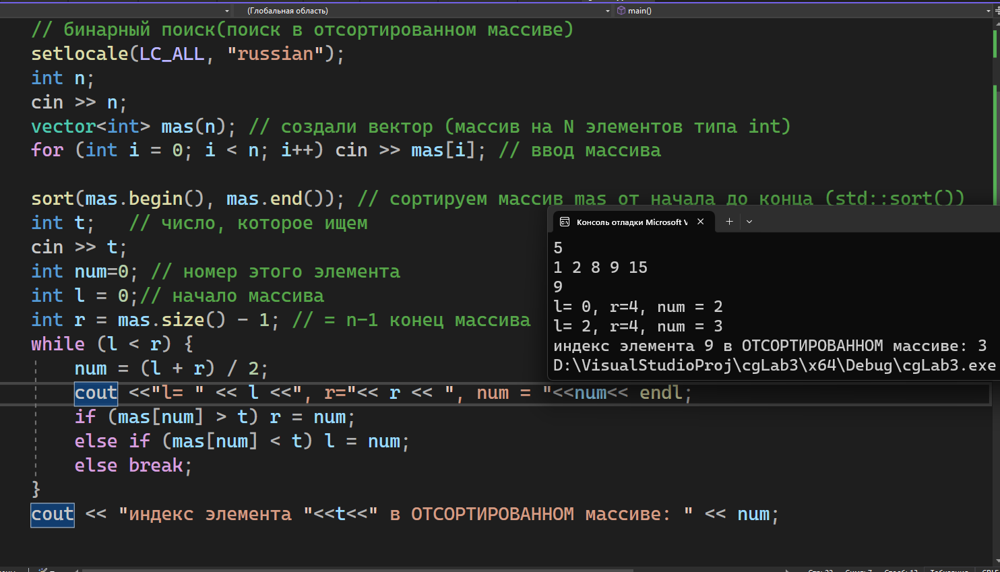 (Глобальная область) main()
// бинарный поиск(поиск в отсортированном массиве)
setlocale(LC_ALL, "russian");
int n;
cin >> n;
vector<int> mas(n); // создали вектор (массив на N элементов типа int)
for (int i = 0; i < n; i++) cin >> mas[i]; // ввод массива
sort(mas.begin(), mas.end()); // сортируем массив mas от начала до конца (std::sort())
int t; // число, которое ищем
cin >> t;
int num=0; // номер этого элемента
int l = 0;// начало массива
int r = mas.size() - 1; // = n-1 конец массива
while (l < r) {
num = (l + r) / 2;
cout <<"l= " << l <<", r="<< r << ", num = "<<num<< endl;
if (mas[num] > t) r = num;
else if (mas[num] < t) l = num;
else break;
}
cout << "индекс элемента "<<t<<" в ОТСОРТИРОВАННОМ массиве: " << num;
Консоль отладки Microsoft V
5
1 2 8 9 15
9
l= 0, r=4, num = 2
l= 2, r=4, num = 3
индекс элемента 9 в ОТСОРТИРОВАННОМ массиве: 3
D:\VisualStudioProj\cgLab3\x64\Debug\cgLab3.exe